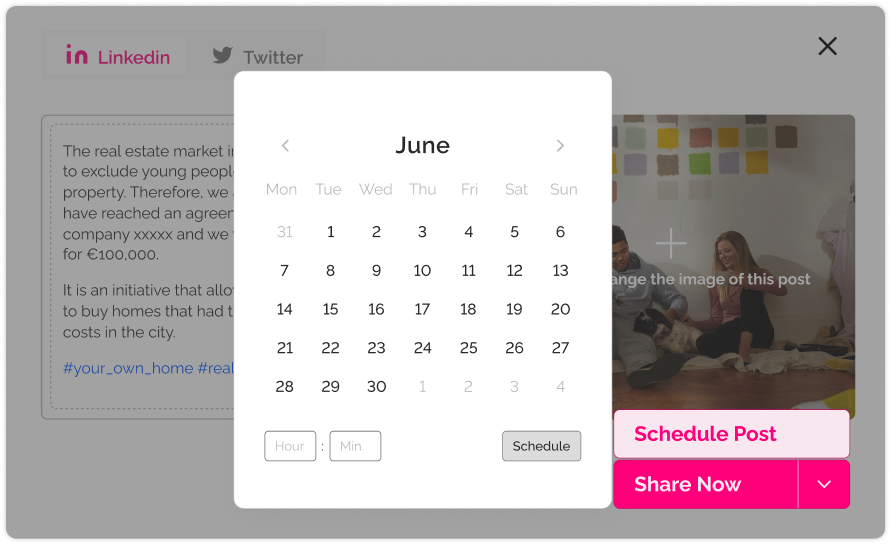 Linkedin
Twitter
The real estate market i
to exclude young peopl
property. Therefore, we
have reached an agreer
company xxxxx and we
for €100,000.
It is an initiative that allo
to buy homes that had t
costs in the city.
#your_own_home #real
June
Mon Tue Wed Thu Fri Sat Sun
31 1 2 3 4 5 6
7 8 9 10 11 12 13
14 15 16 17 18 19 20
21 22 23 24 25 26 27
28 29 30 1 2 3 4
Hour : Min.
Schedule
ange the image of this post
Schedule Post
Share Now